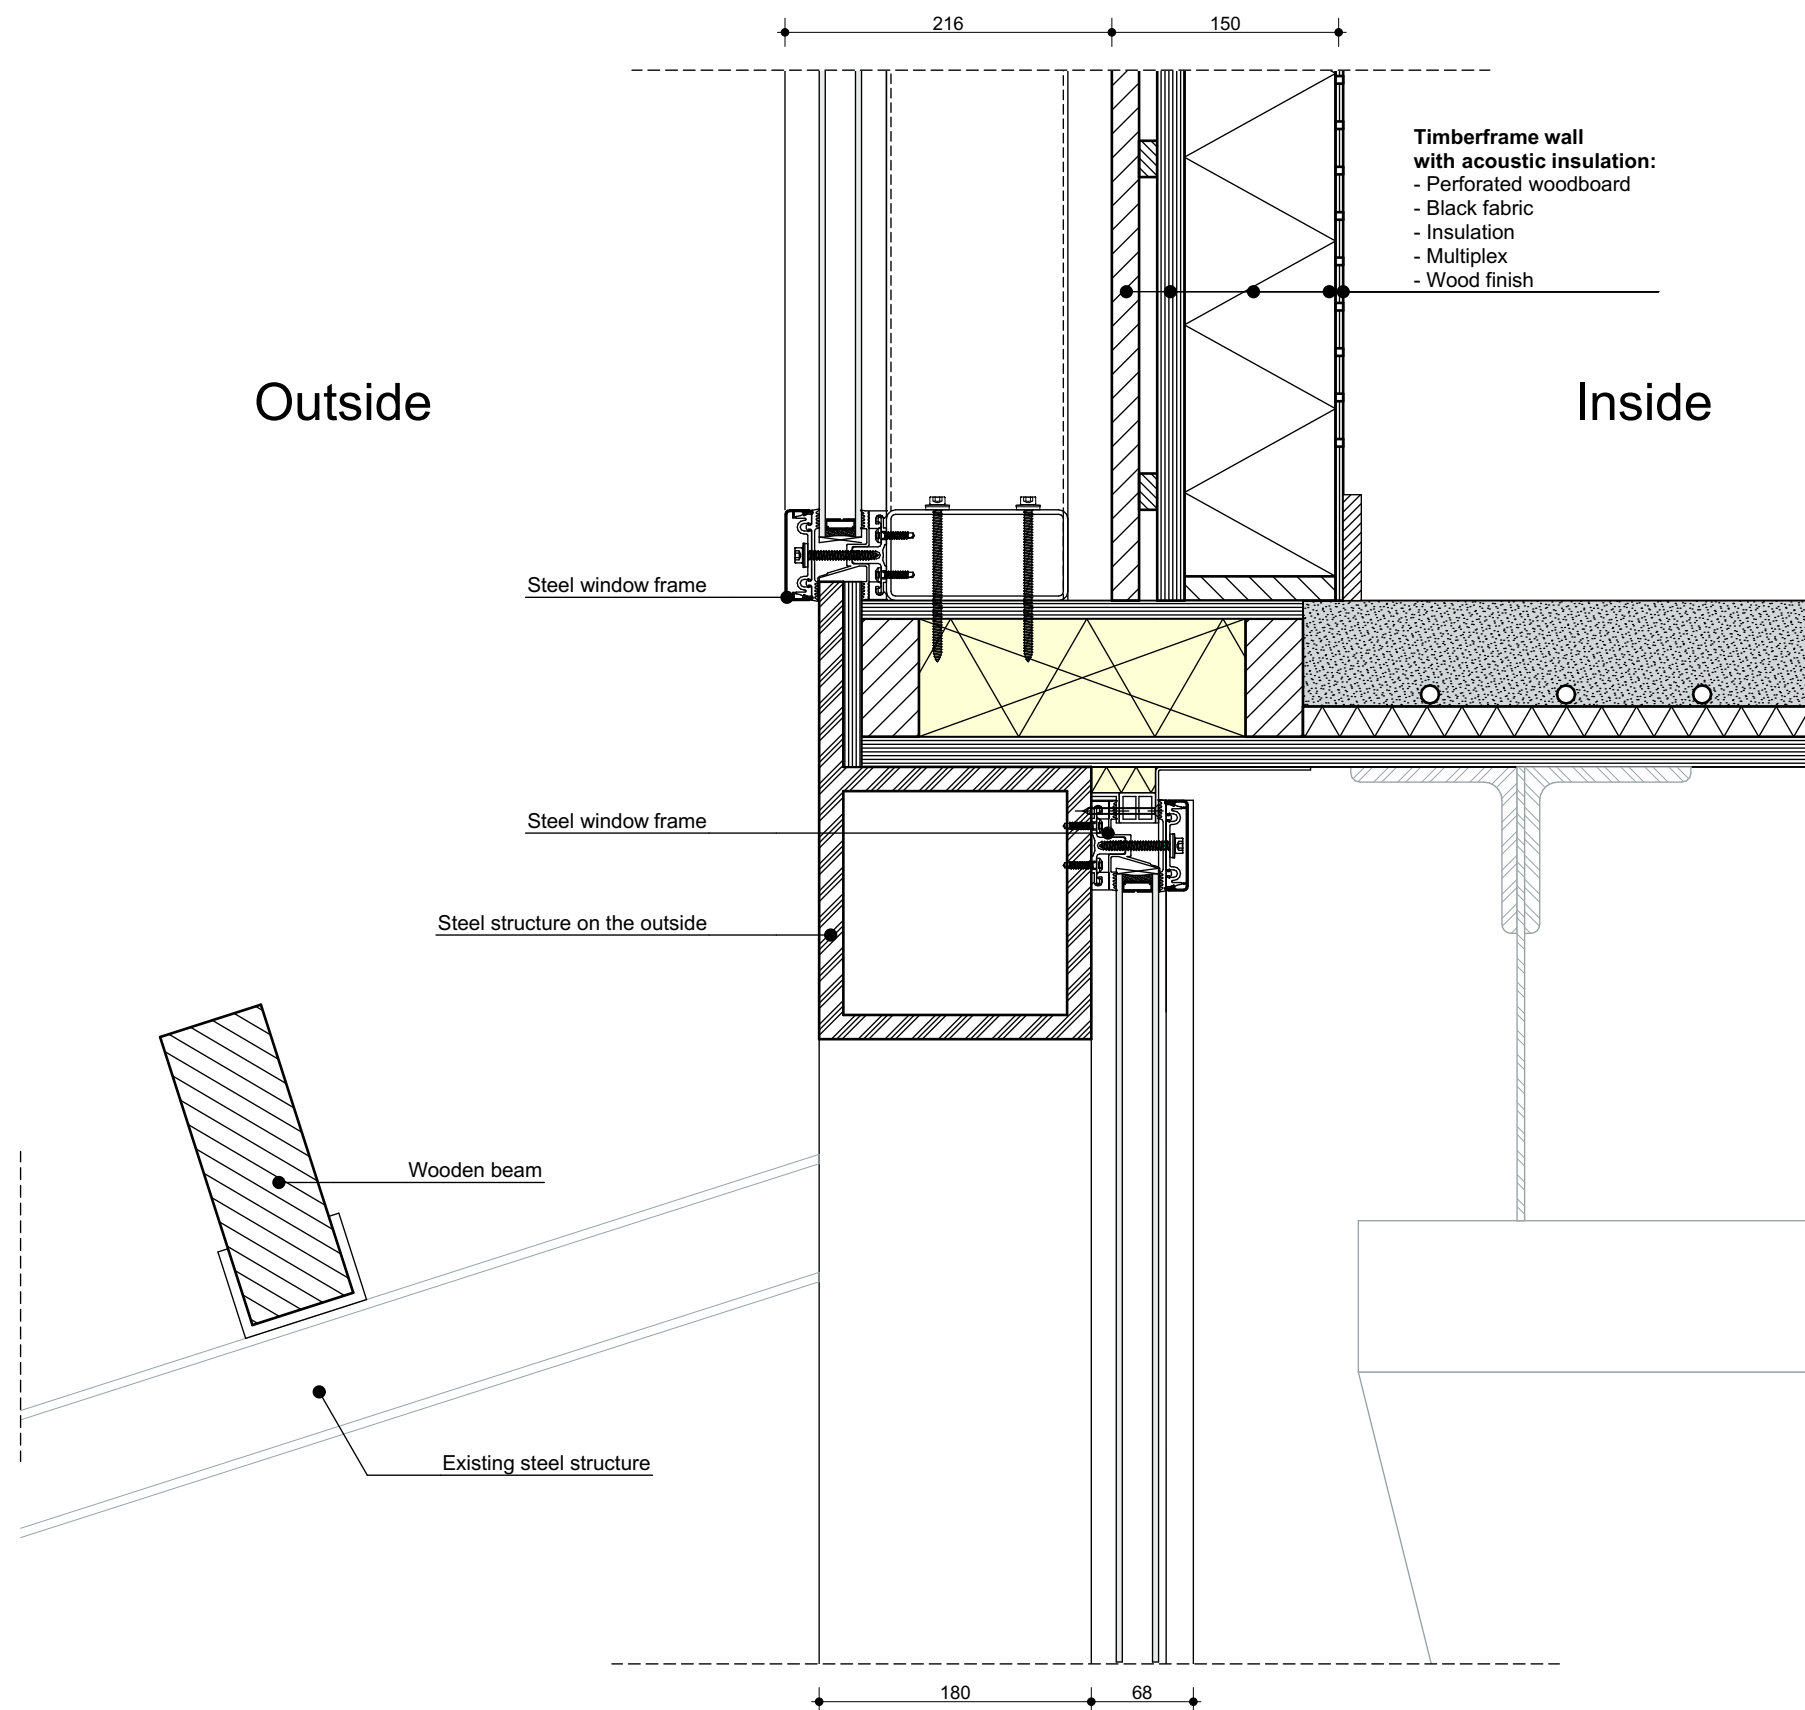 216
150
Timberframe wall
with acoustic insulation:
- Perforated woodboard
- Black fabric
- Insulation
- Multiplex
- Wood finish
Outside
Inside
Steel window frame
Steel window frame
Steel structure on the outside
Wooden beam
Existing steel structure
180
68